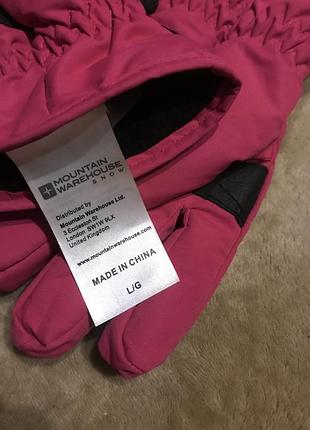 MOUNTAIN
WAREHOUSE
SNOW
Distributed by
Mountain Warehouse Ltd.
3 Eccleston St
London SW1W 9LX
United Kingdom
mountainwarehouse.com
MADE IN CHINA
L/G